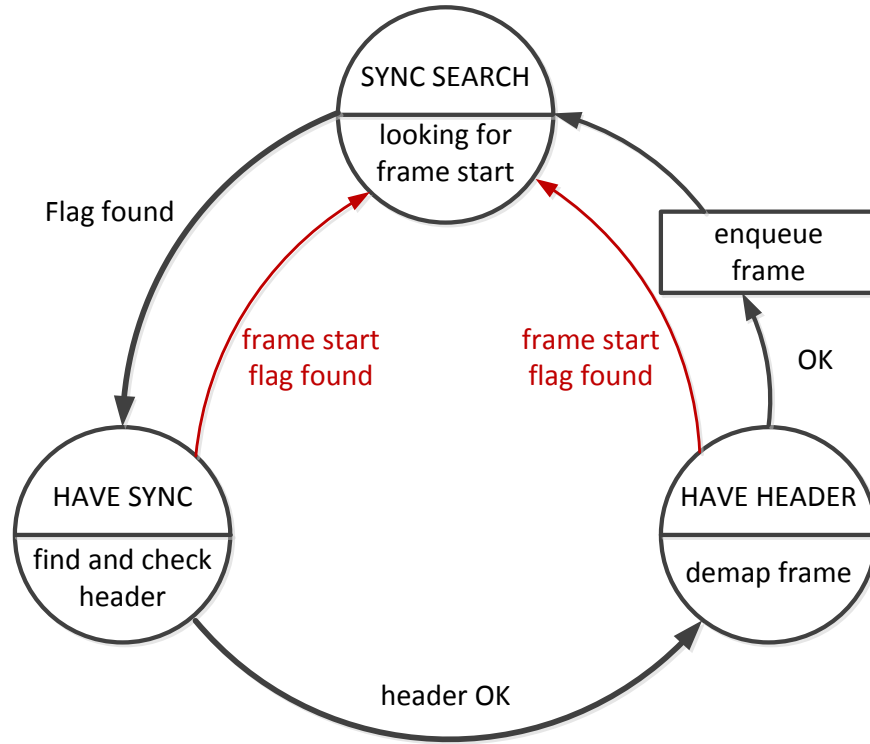 SYNC SEARCH
looking for
frame start
Flag found
enqueue
frame
frame start
flag found
frame start
flag found
OK
HAVE SYNC
find and check
header
HAVE HEADER
demap frame
header OK